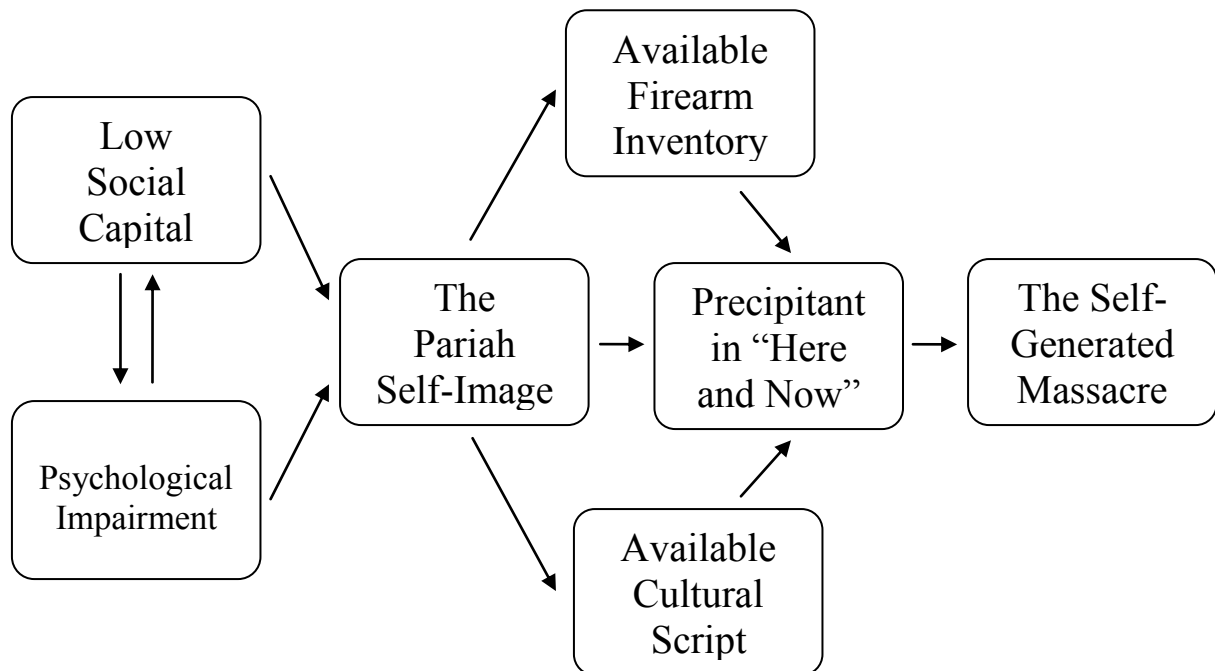 Low
Social
Capital
Psychological
Impairment
The
Pariah
Self-Image
Available
Firearm
Inventory
Available
Cultural
Script
Precipitant
in “Here
and Now”
The Self-
Generated
Massacre